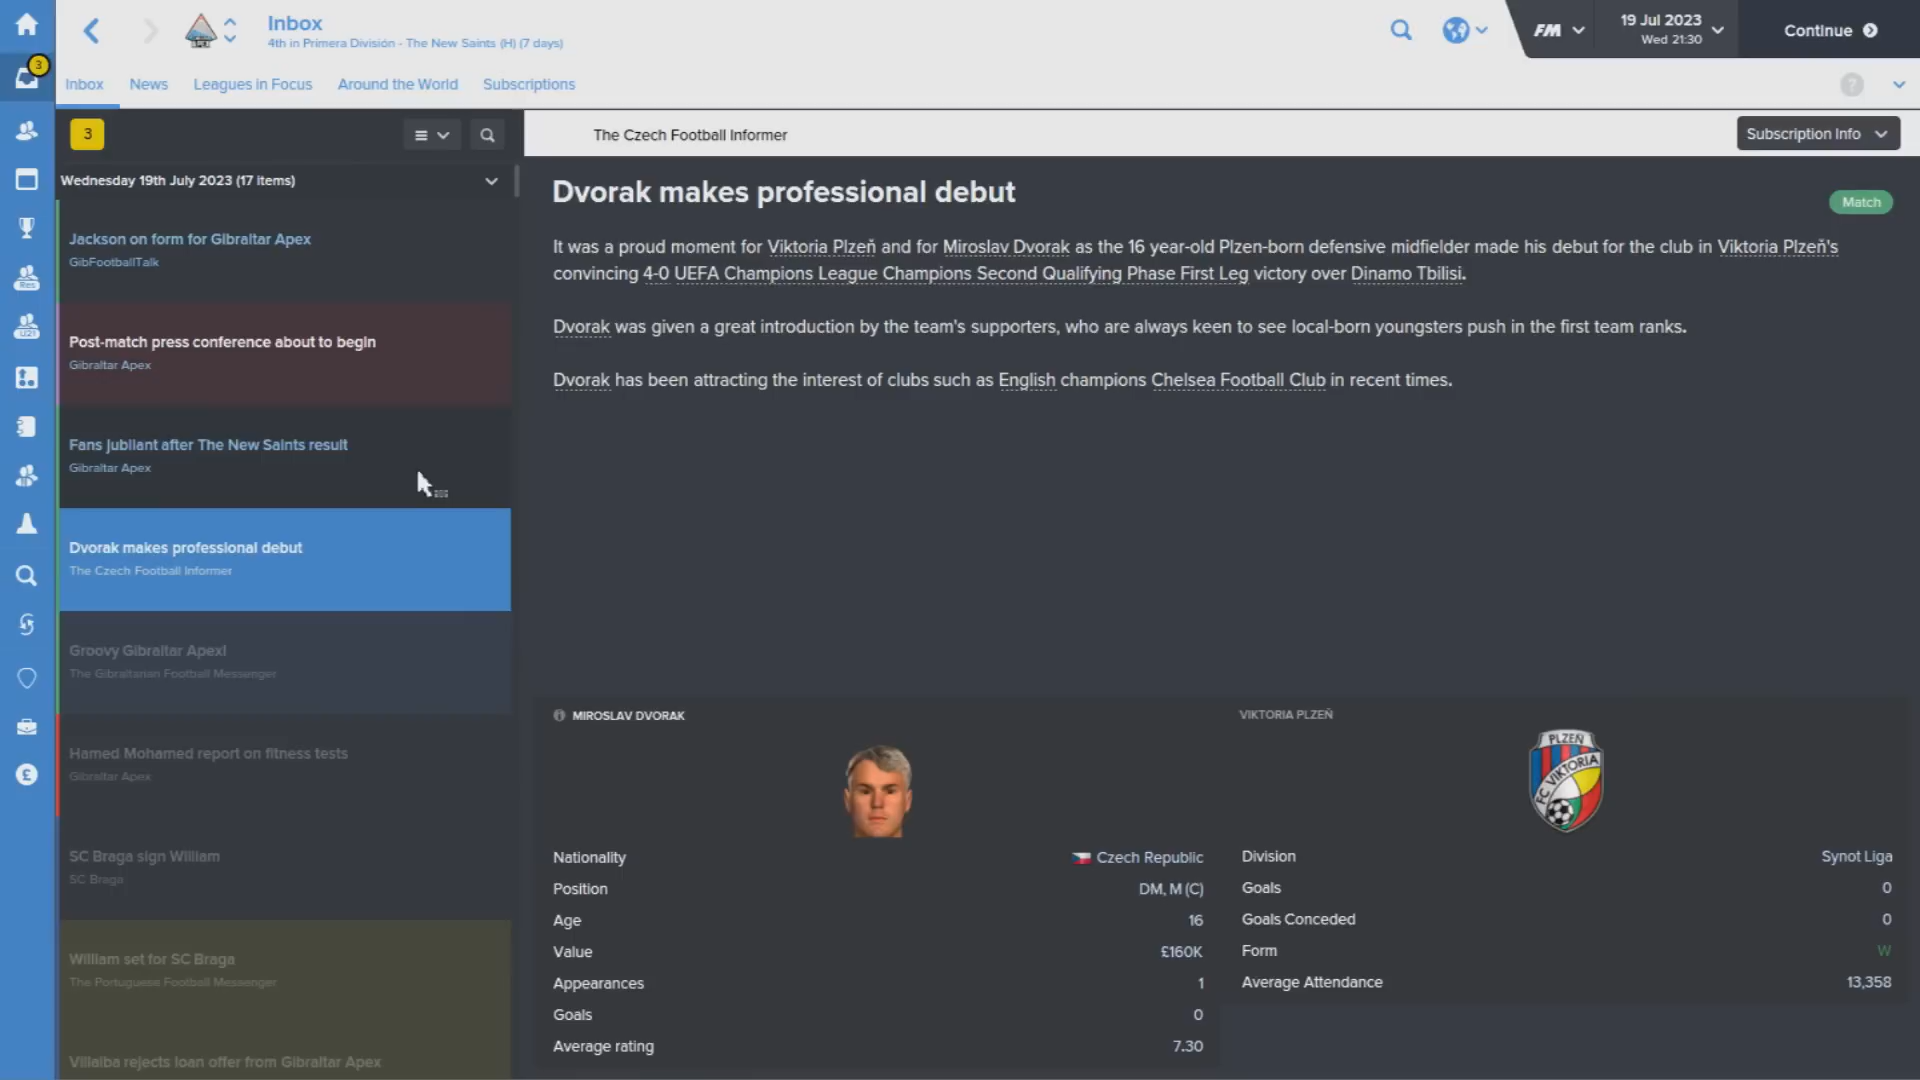 Inbox
4th in Primera División - The New Saints (H) (7 days)
FM
19 Jul 2023
Wed 21:30
Continue
3
Inbox
News
Leagues in Focus
Around the World
Subscriptions
?
3
The Czech Football Informer
Subscription Info
Wednesday 19th July 2023 (17 items)
Jackson on form for Gibraltar Apex
GibFootballTalk
Post-match press conference about to begin
Gibraltar Apex
Fans jubilant after The New Saints result
Gibraltar Apex
Dvorak makes professional debut
The Czech Football Informer
Groovy Gibraltar Apex!
The Gibraltarian Football Messenger
Hamed Mohamed report on fitness tests
Gibraltar Apex
SC Braga sign William
SC Braga
William set for SC Braga
The Portuguese Football Messenger
Villalba rejects loan offer from Gibraltar Apex
Res
U21
£
Dvorak makes professional debut
Match
It was a proud moment for Viktoria Plzeň and for Miroslav Dvorak as the 16 year-old Plzen-born defensive midfielder made his debut for the club in Viktoria Plzeň's
convincing 4-0 UEFA Champions League Champions Second Qualifying Phase First Leg victory over Dinamo Tbilisi.
Dvorak was given a great introduction by the team's supporters, who are always keen to see local-born youngsters push in the first team ranks.
Dvorak has been attracting the interest of clubs such as English champions Chelsea Football Club in recent times.
MIROSLAV DVORAK
Nationality Czech Republic
Position DM, M (C)
Age 16
Value £160K
Appearances 1
Goals 0
Average rating 7.30
VIKTORIA PLZEŇ
PLZEŇ
FC VIKTORIA
Division Synot Liga
Goals 0
Goals Conceded 0
Form W
Average Attendance 13,358